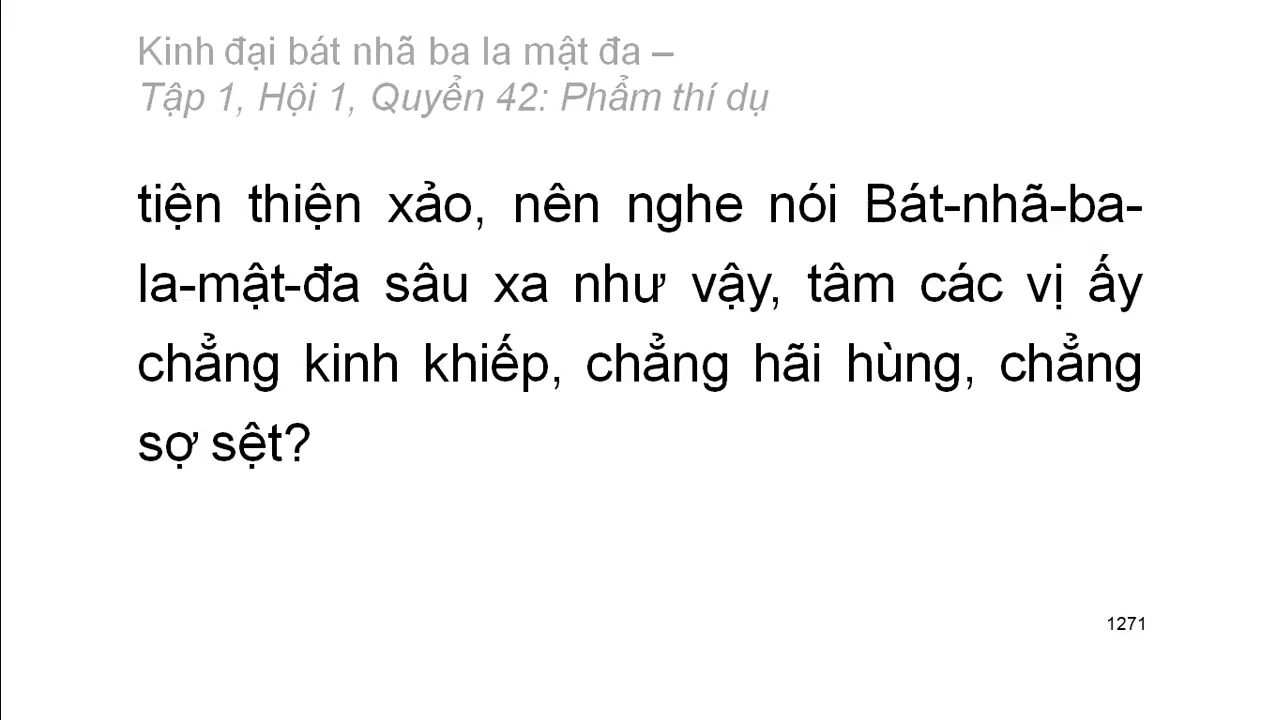 Kinh đại bát nhã ba la mật đa –
Tập 1, Hội 1, Quyển 42: Phẩm thí dụ
tiện thiện xảo, nên nghe nói Bát-nhã-ba-
la-mật-đa sâu xa như vậy, tâm các vị ấy
chẳng kinh khiếp, chẳng hãi hùng, chẳng
sợ sệt?
1271